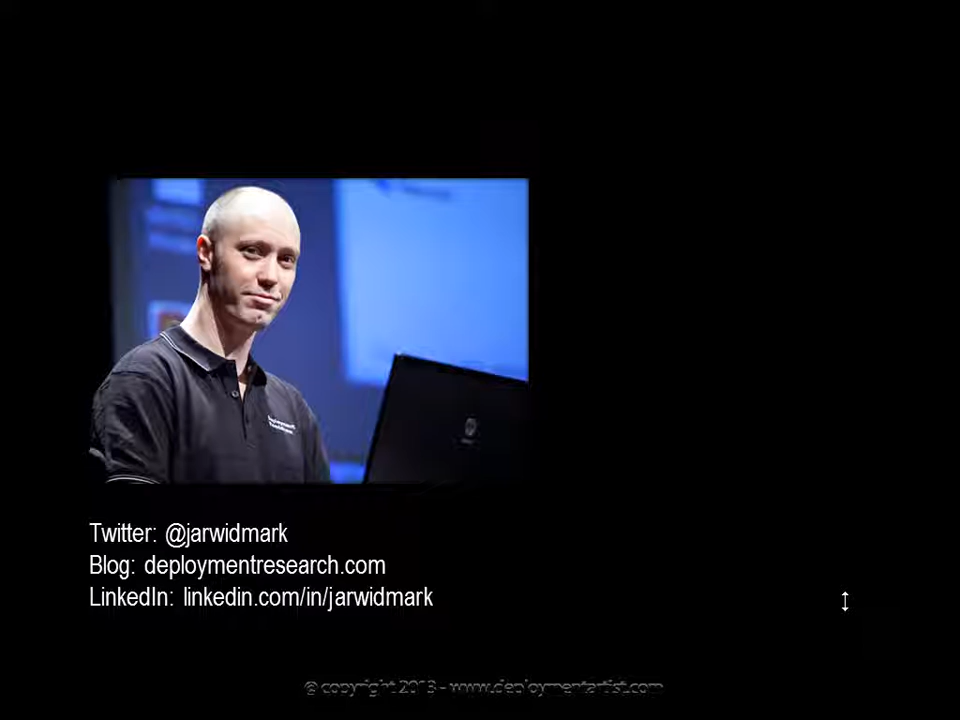 Twitter: @jarwidmark
Blog: deploymentresearch.com
LinkedIn: linkedin.com/in/jarwidmark
© copyright 2013 - www.deploymentartist.com